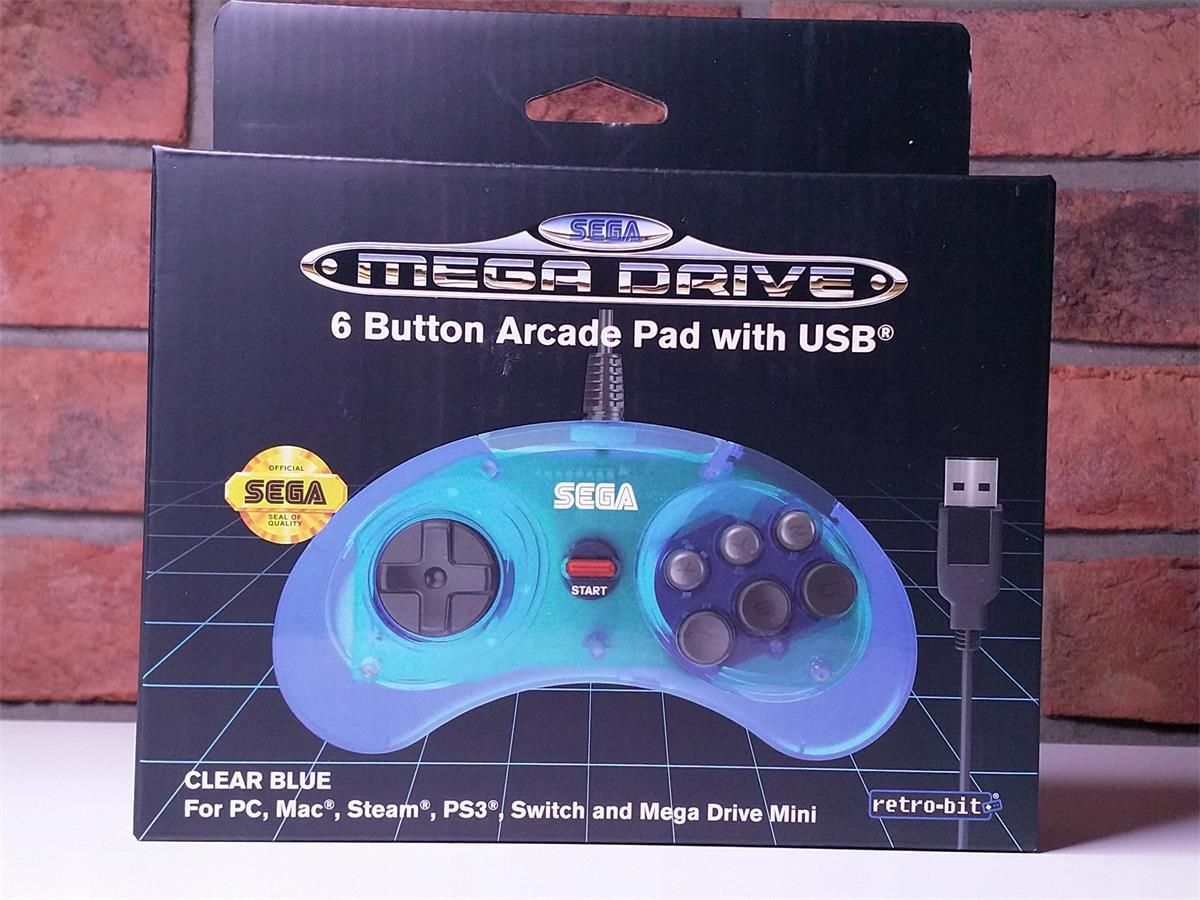 SEGA
MEGA DRIVE
6 Button Arcade Pad with USB®
OFFICIAL
SEGA
SEAL OF
QUALITY
SEGA
START
CLEAR BLUE
For PC, Mac®, Steam®, PS3®, Switch and Mega Drive Mini
retro-bit®